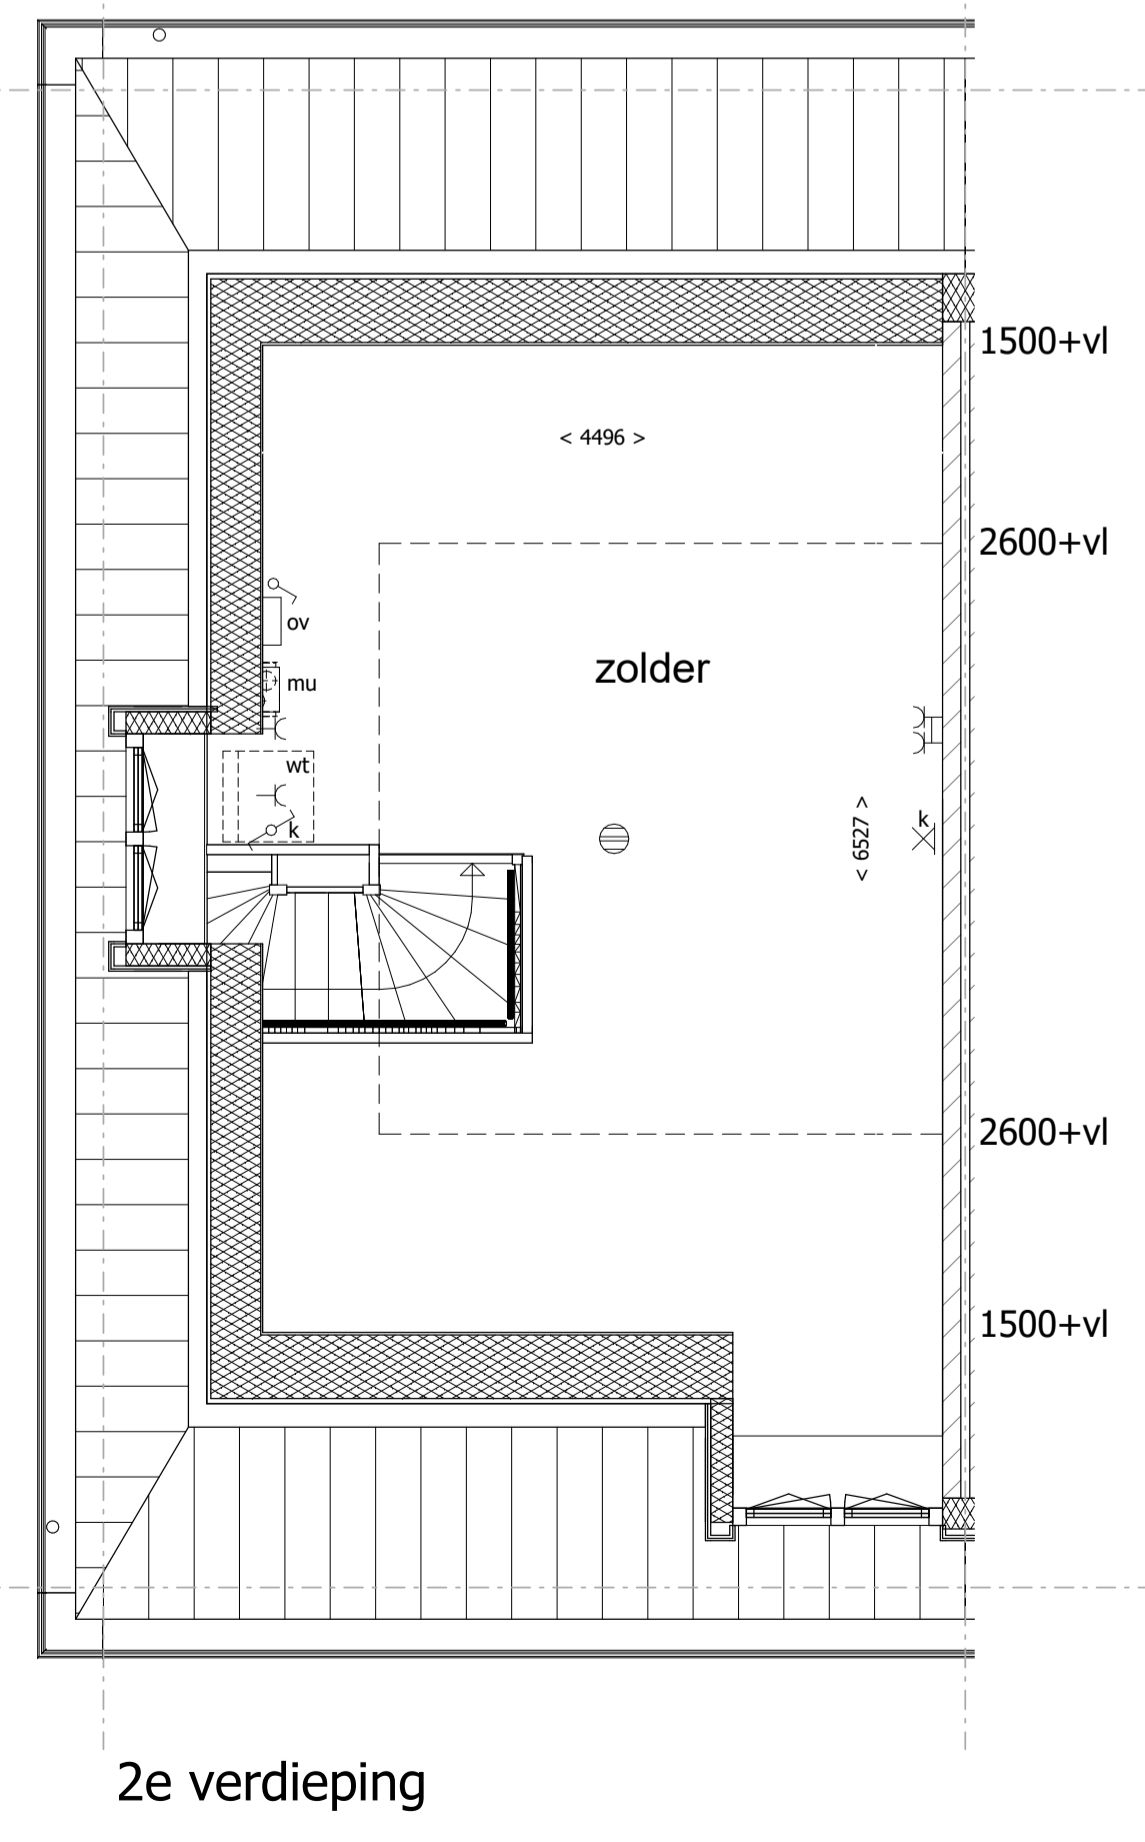 1500+vl
< 4496 >
2600+vl
ov
zolder
mu
wt
k
k
< 6527 >
2600+vl
1500+vl
2e verdieping